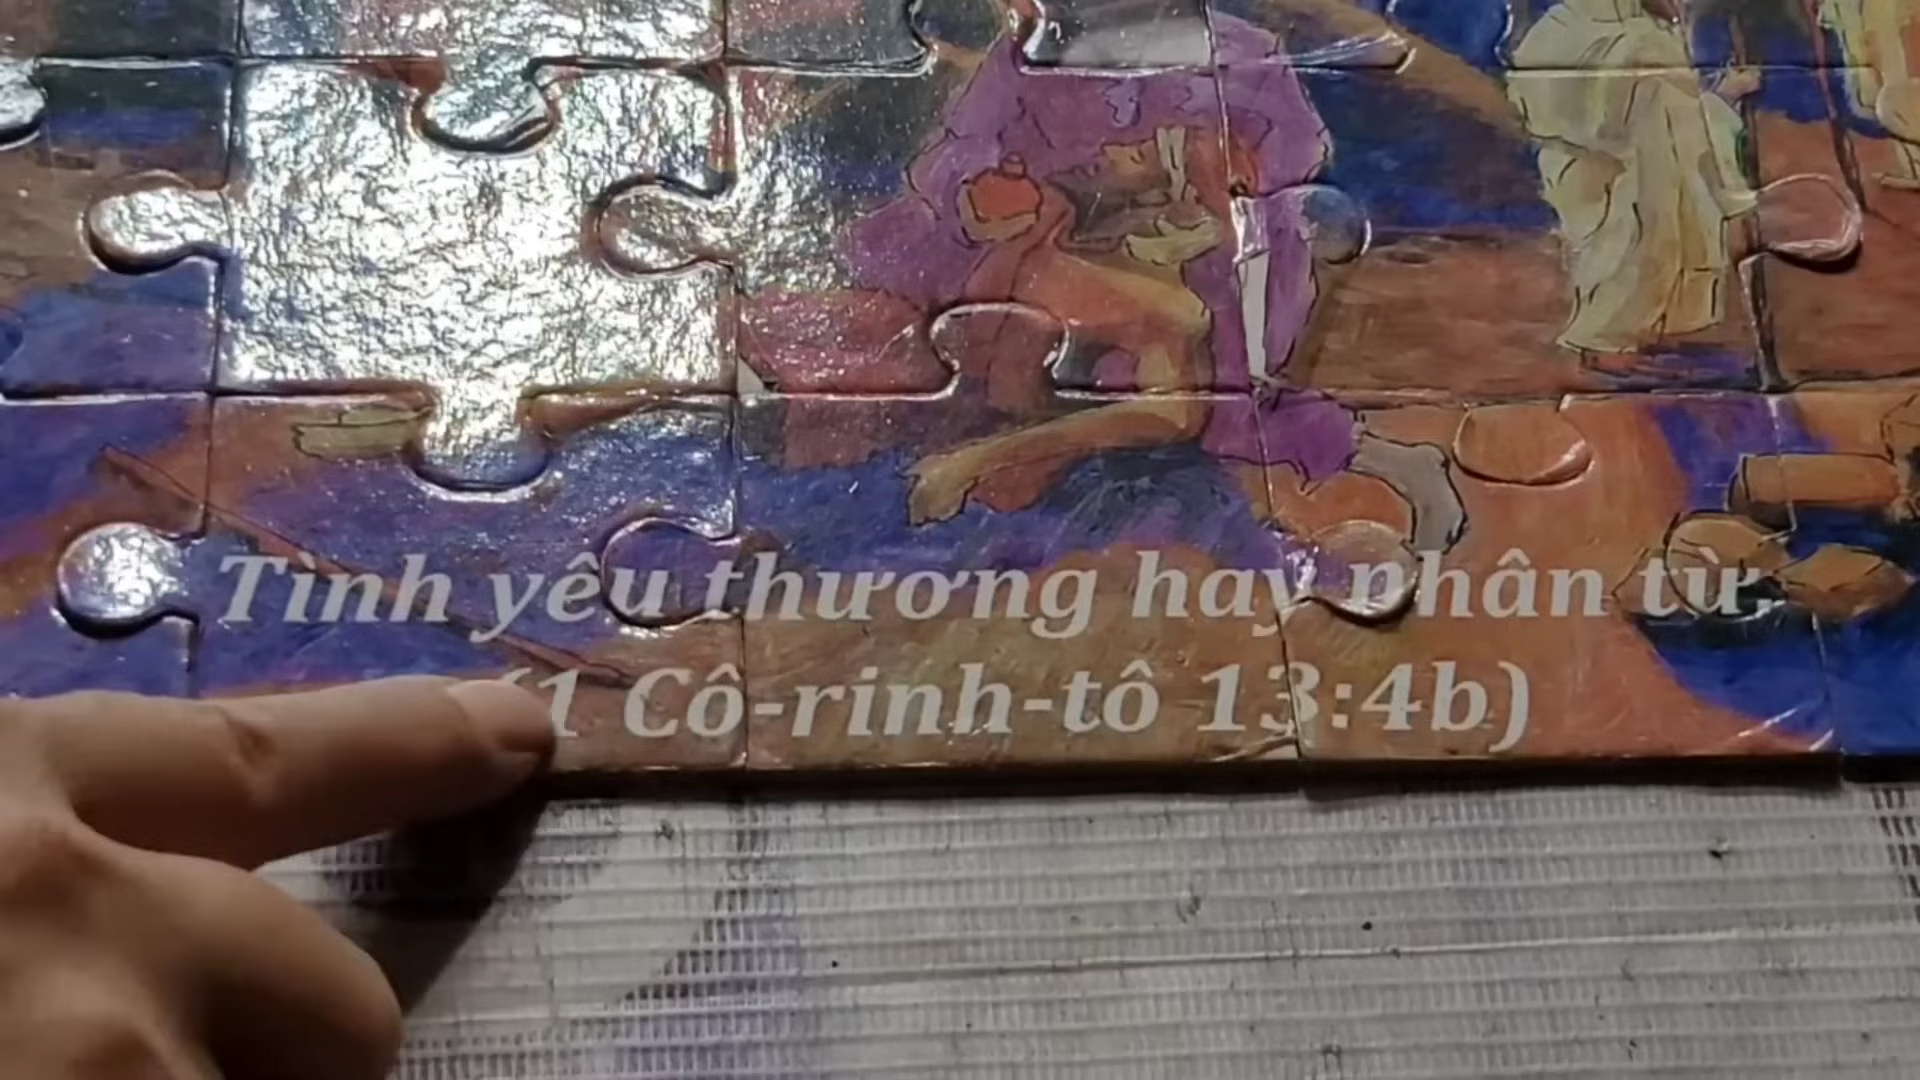 Tình yêu thương hay nhân từ,
(1 Cô-rinh-tô 13:4b)